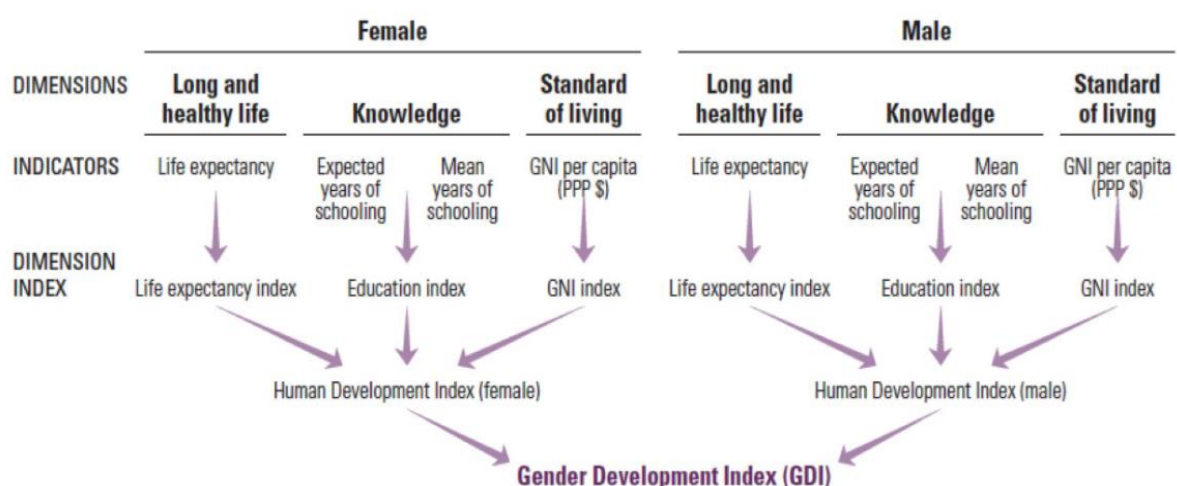 Female Male
DIMENSIONS Long and healthy life Knowledge Standard of living Long and healthy life Knowledge Standard of living
INDICATORS Life expectancy Expected years of schooling Mean years of schooling GNI per capita (PPP $) Life expectancy Expected years of schooling Mean years of schooling GNI per capita (PPP $)
DIMENSION INDEX Life expectancy index Education index GNI index Life expectancy index Education index GNI index
Human Development Index (female) Human Development Index (male)
Gender Development Index (GDI)